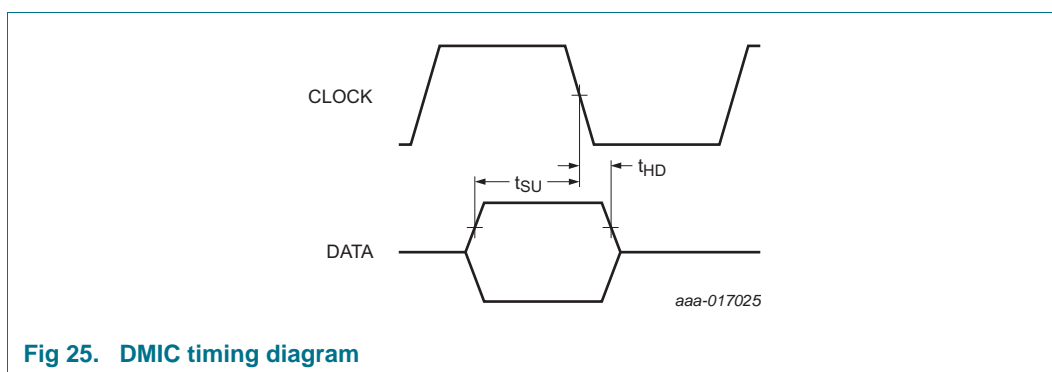 CLOCK
tHD
tSU
DATA
aaa-017025
Fig 25. DMIC timing diagram